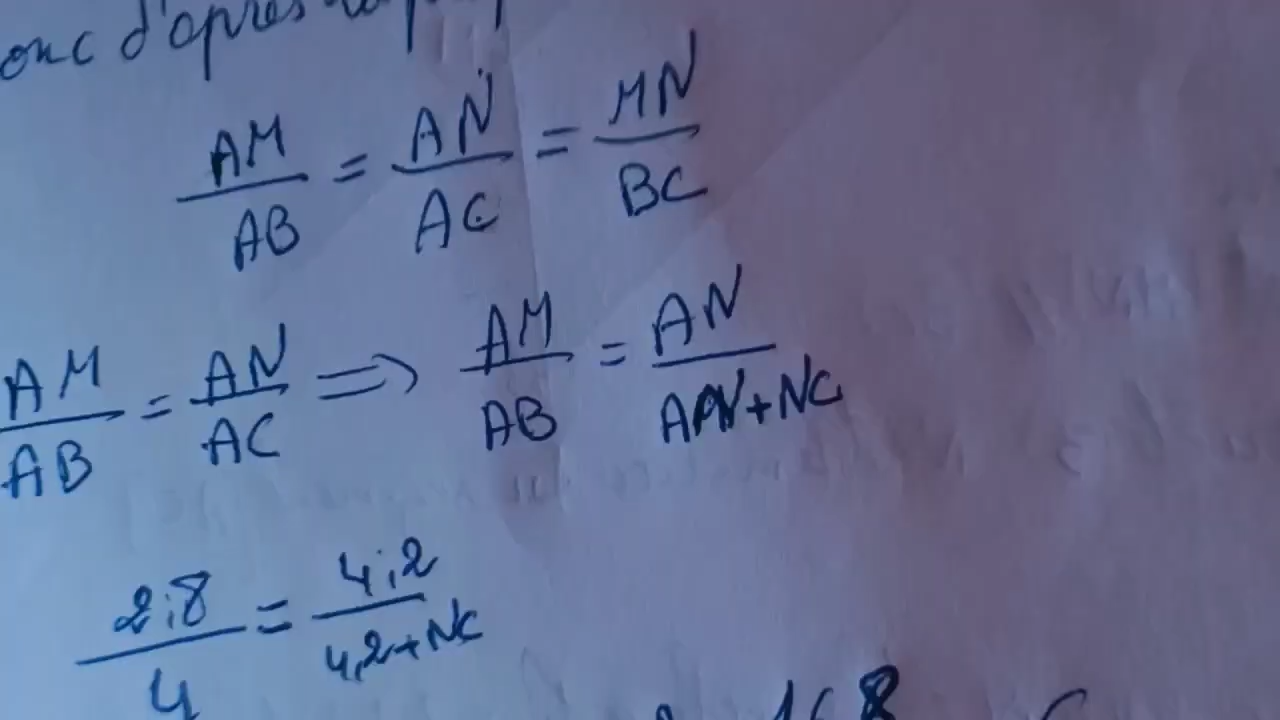 onc d'après
AM/AB = AN/AC = MN/BC
AM/AB = AN/AC => AM/AB = AN/AN+NC
2,8/4 = 4,2/4,2+NC
168